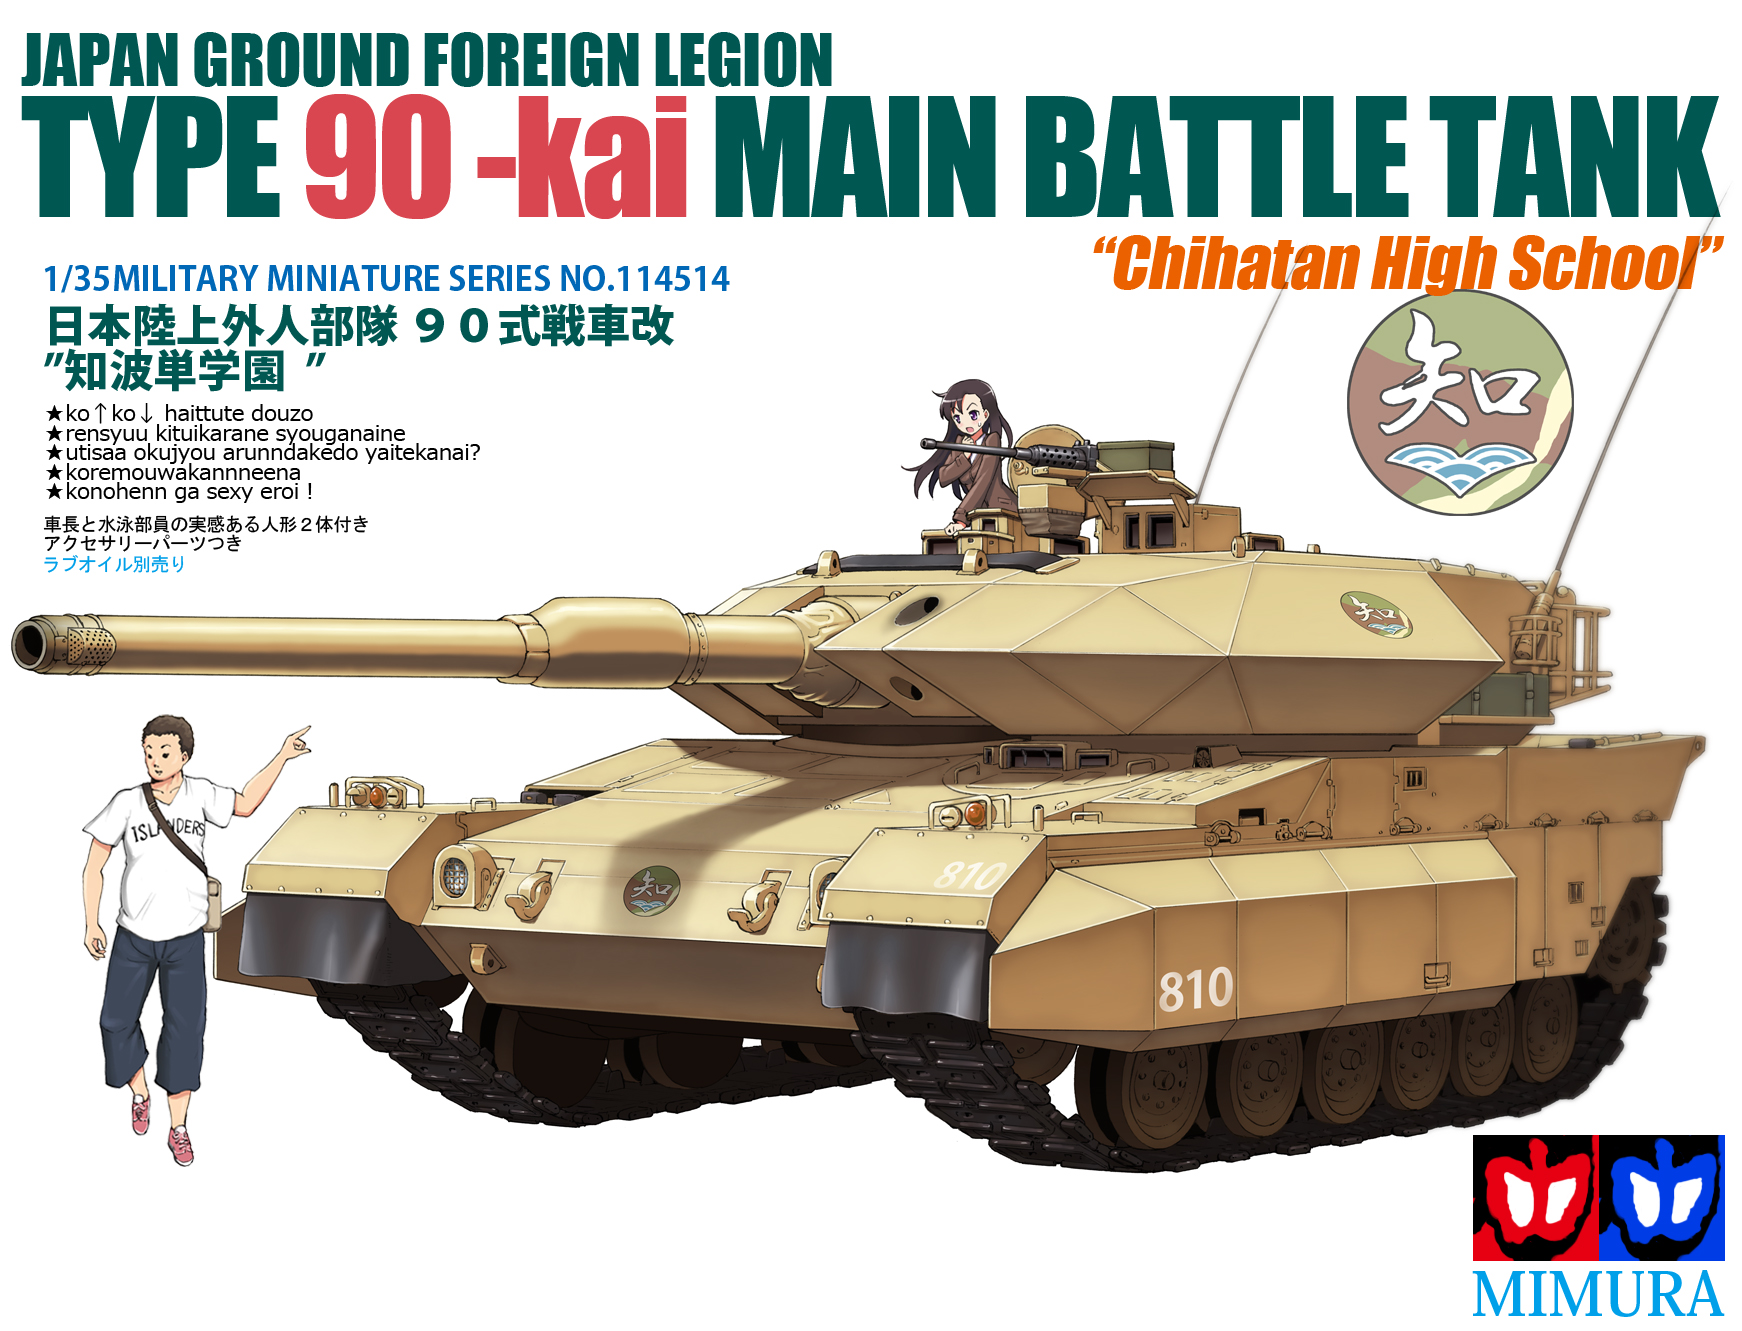 JAPAN GROUND FOREIGN LEGION
TYPE 90 -kai MAIN BATTLE TANK
“Chihatan High School”
1/35MILITARY MINIATURE SERIES NO.114514
日本陸上外人部隊 ９０式戦車改
”知波単学園 ”
★ko↑ko↓ haittute douzo
★rensyuu kituikarane syouganaine
★utisaa okujyou arunndakedo yaitekanai?
★koremouwakannneena
★konohenn ga sexy eroi !
車長と水泳部員の実感ある人形２体付き
アクセサリーパーツつき
ラブオイル別売り
知
知
ISLANDERS
知
810
810
MIMURA